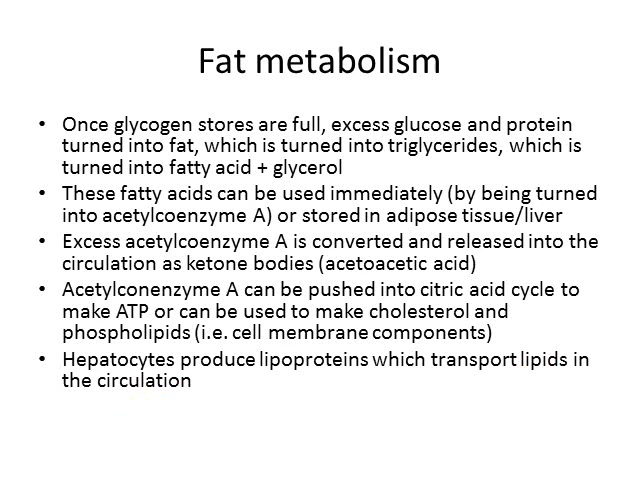 Fat metabolism
• Once glycogen stores are full, excess glucose and protein
turned into fat, which is turned into triglycerides, which is
turned into fatty acid + glycerol
• These fatty acids can be used immediately (by being turned
into acetylcoenzyme A) or stored in adipose tissue/liver
• Excess acetylcoenzyme A is converted and released into the
circulation as ketone bodies (acetoacetic acid)
• Acetylconenzyme A can be pushed into citric acid cycle to
make ATP or can be used to make cholesterol and
phospholipids (i.e. cell membrane components)
• Hepatocytes produce lipoproteins which transport lipids in
the circulation